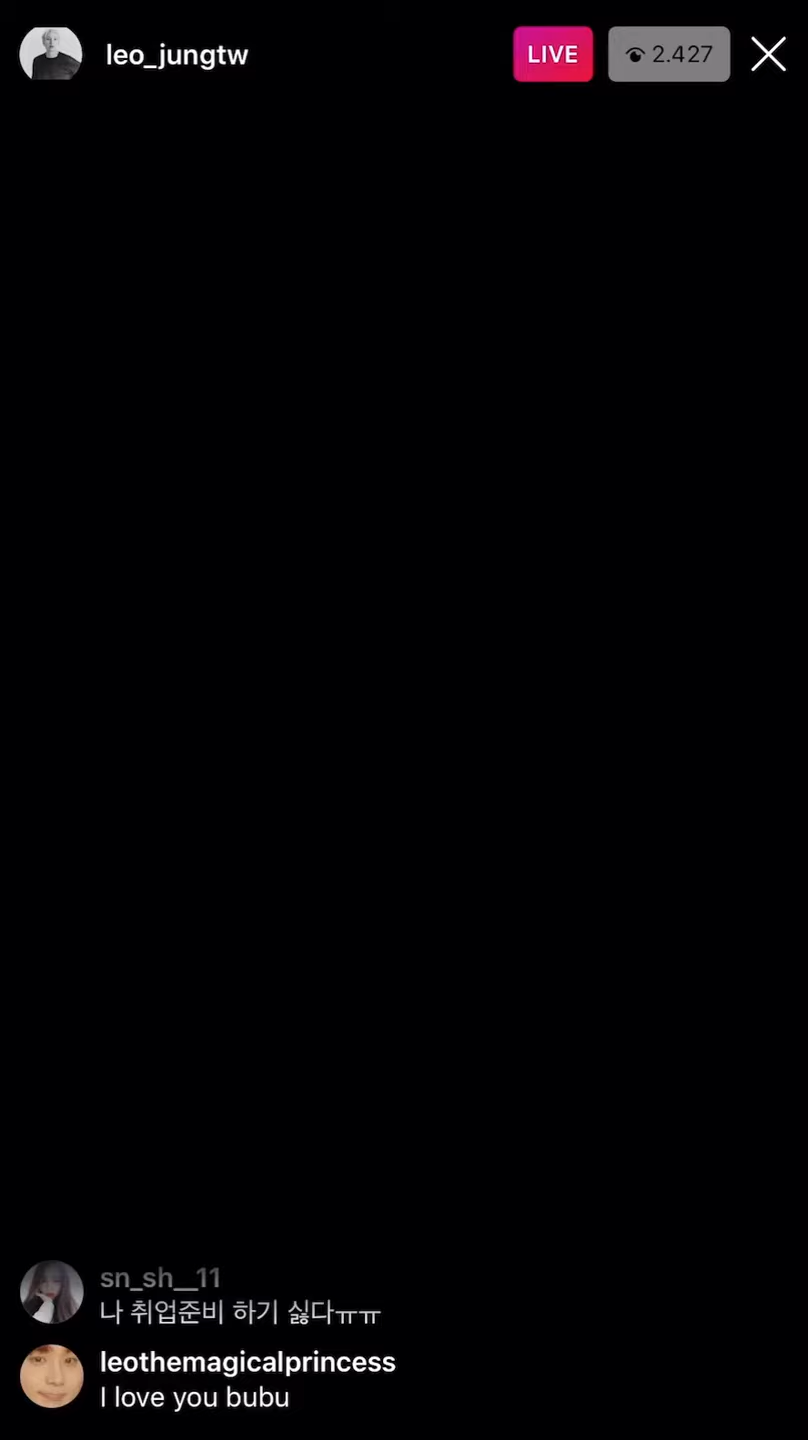 leo_jungtw
LIVE
2.427
sn_sh__11
나 취업준비 하기 싫다ㅠㅠ
leothemagicalprincess
I love you bubu